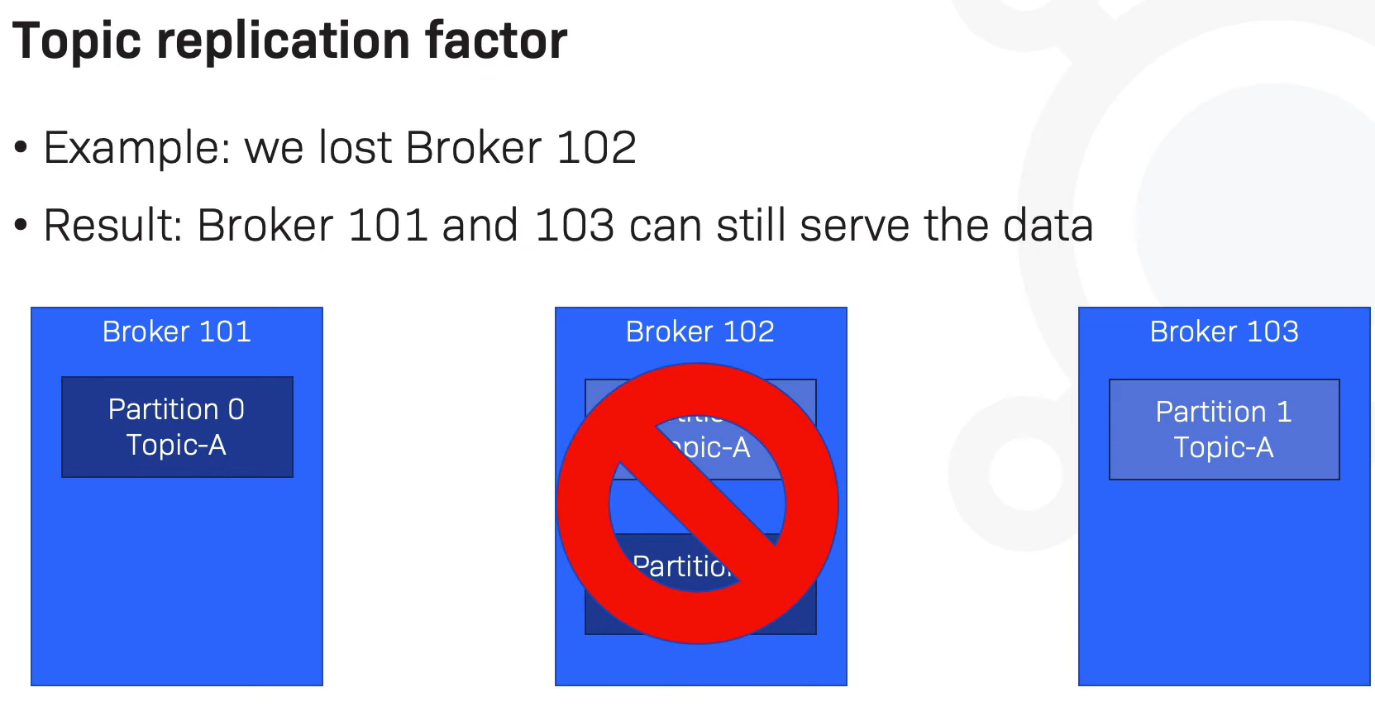 Topic replication factor
• Example: we lost Broker 102
• Result: Broker 101 and 103 can still serve the data
Broker 101
Partition 0
Topic-A
Broker 102
Broker 103
Partition 1
Topic-A